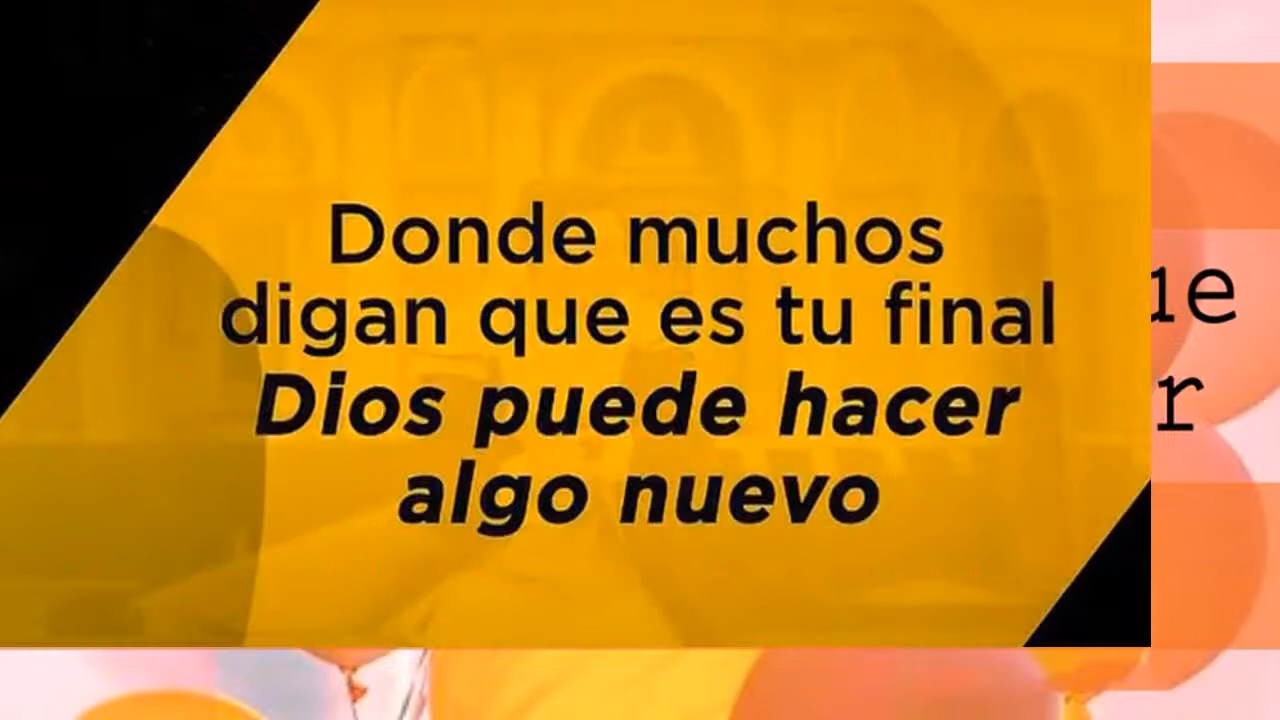 Donde muchos
digan que es tu final
Dios puede hacer
algo nuevo